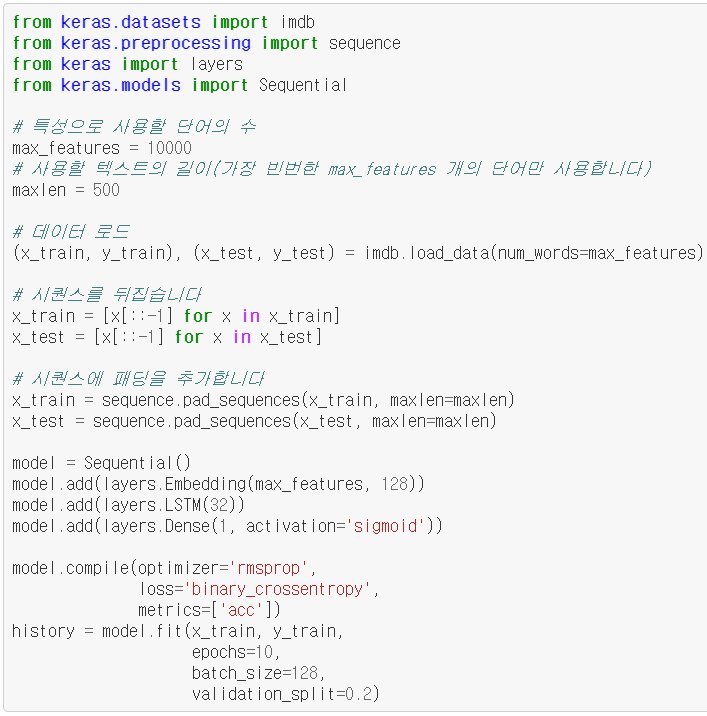 from keras.datasets import imdb
from keras.preprocessing import sequence
from keras import layers
from keras.models import Sequential
# 특성으로 사용할 단어의 수
max_features = 10000
# 사용할 텍스트의 길이(가장 빈번한 max_features 개의 단어만 사용합니다)
maxlen = 500
# 데이터 로드
(x_train, y_train), (x_test, y_test) = imdb.load_data(num_words=max_features)
# 시퀀스를 뒤집습니다
x_train = [x[::-1] for x in x_train]
x_test = [x[::-1] for x in x_test]
# 시퀀스에 패딩을 추가합니다
x_train = sequence.pad_sequences(x_train, maxlen=maxlen)
x_test = sequence.pad_sequences(x_test, maxlen=maxlen)
model = Sequential()
model.add(layers.Embedding(max_features, 128))
model.add(layers.LSTM(32))
model.add(layers.Dense(1, activation='sigmoid'))
model.compile(optimizer='rmsprop',
loss='binary_crossentropy',
metrics=['acc'])
history = model.fit(x_train, y_train,
epochs=10,
batch_size=128,
validation_split=0.2)